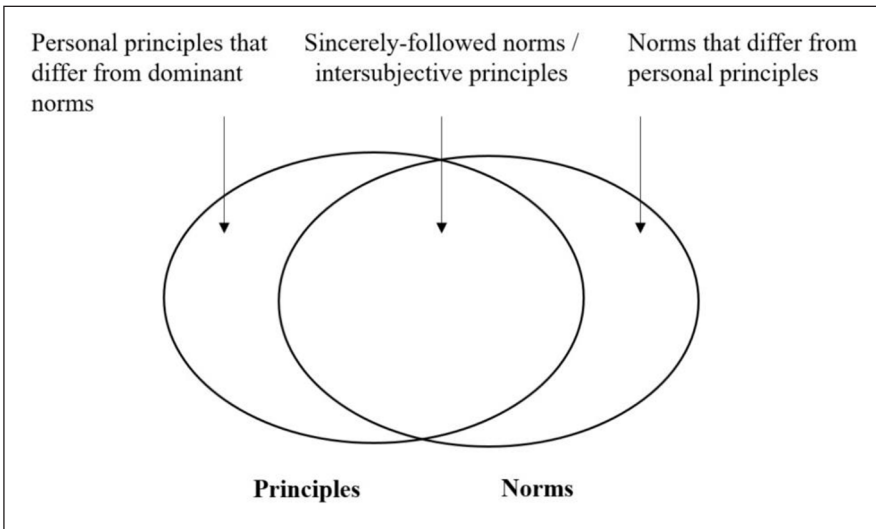 Personal principles that
differ from dominant
norms
Sincerely-followed norms /
intersubjective principles
Norms that differ from
personal principles
Principles
Norms